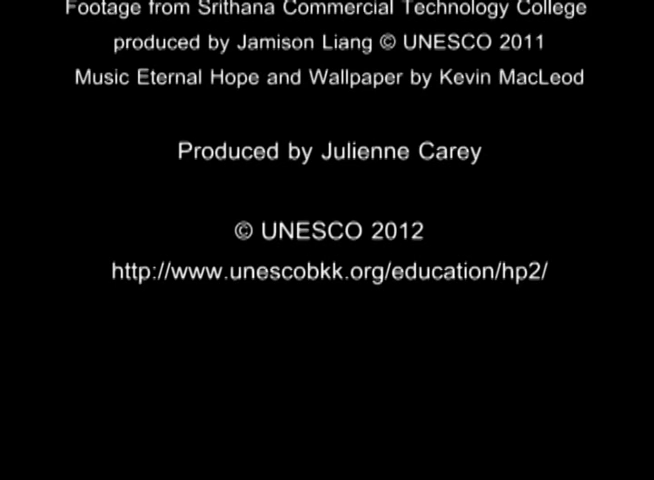 Footage from Srithana Commercial Technology College
produced by Jamison Liang © UNESCO 2011
Music Eternal Hope and Wallpaper by Kevin MacLeod
Produced by Julienne Carey
© UNESCO 2012
http://www.unescobkk.org/education/hp2/